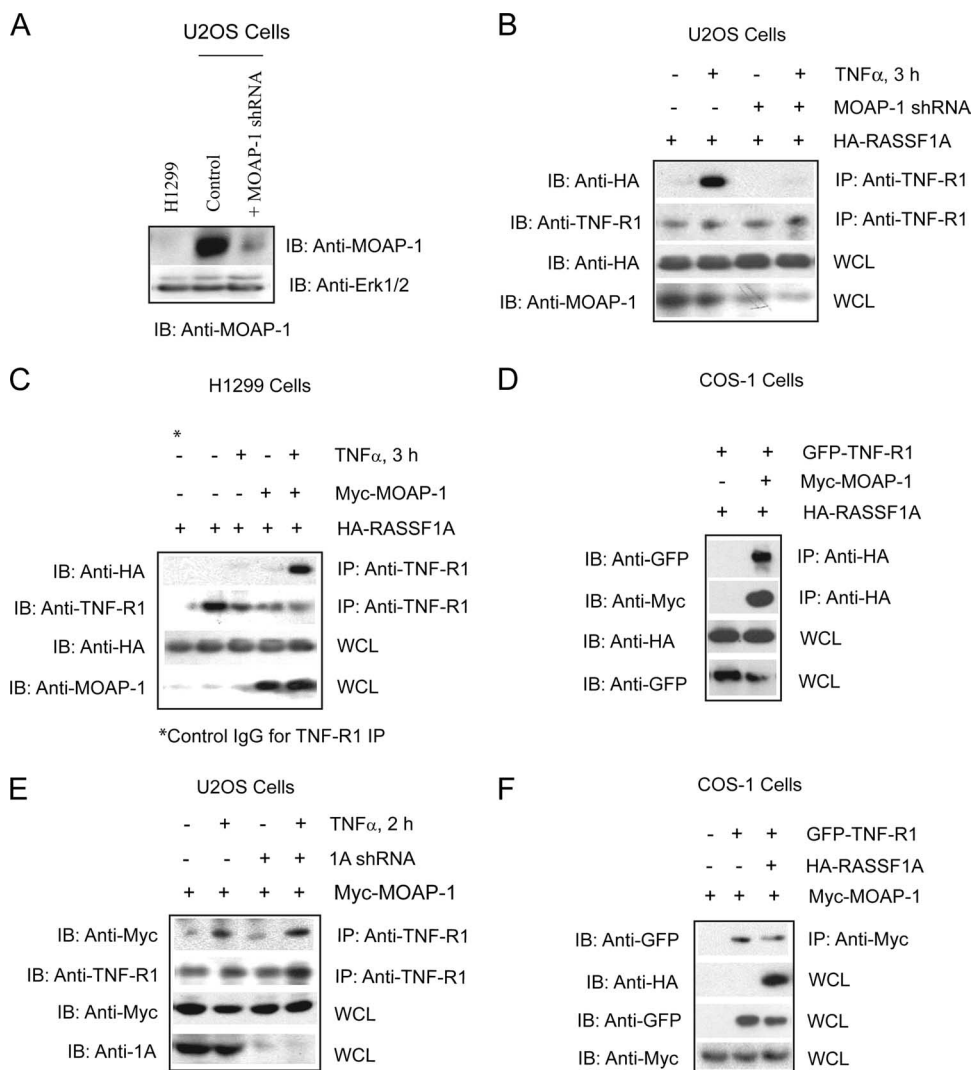 A
U2OS Cells
H1299
Control
+ MOAP-1 shRNA
IB: Anti-MOAP-1
IB: Anti-Erk1/2
IB: Anti-MOAP-1
B
U2OS Cells
- + - + TNFα, 3 h
- - + + MOAP-1 shRNA
+ + + + HA-RASSF1A
IB: Anti-HA IP: Anti-TNF-R1
IB: Anti-TNF-R1 IP: Anti-TNF-R1
IB: Anti-HA WCL
IB: Anti-MOAP-1 WCL
C
H1299 Cells
*
- - + - + TNFα, 3 h
- - - + + Myc-MOAP-1
+ + + + + HA-RASSF1A
IB: Anti-HA IP: Anti-TNF-R1
IB: Anti-TNF-R1 IP: Anti-TNF-R1
IB: Anti-HA WCL
IB: Anti-MOAP-1 WCL
*Control IgG for TNF-R1 IP
D
COS-1 Cells
+ + GFP-TNF-R1
- + Myc-MOAP-1
+ + HA-RASSF1A
IB: Anti-GFP IP: Anti-HA
IB: Anti-Myc IP: Anti-HA
IB: Anti-HA WCL
IB: Anti-GFP WCL
E
U2OS Cells
- + - + TNFα, 2 h
- - + + 1A shRNA
+ + + + Myc-MOAP-1
IB: Anti-Myc IP: Anti-TNF-R1
IB: Anti-TNF-R1 IP: Anti-TNF-R1
IB: Anti-Myc WCL
IB: Anti-1A WCL
F
COS-1 Cells
- + + GFP-TNF-R1
- - + HA-RASSF1A
+ + + Myc-MOAP-1
IB: Anti-GFP IP: Anti-Myc
IB: Anti-HA WCL
IB: Anti-GFP WCL
IB: Anti-Myc WCL